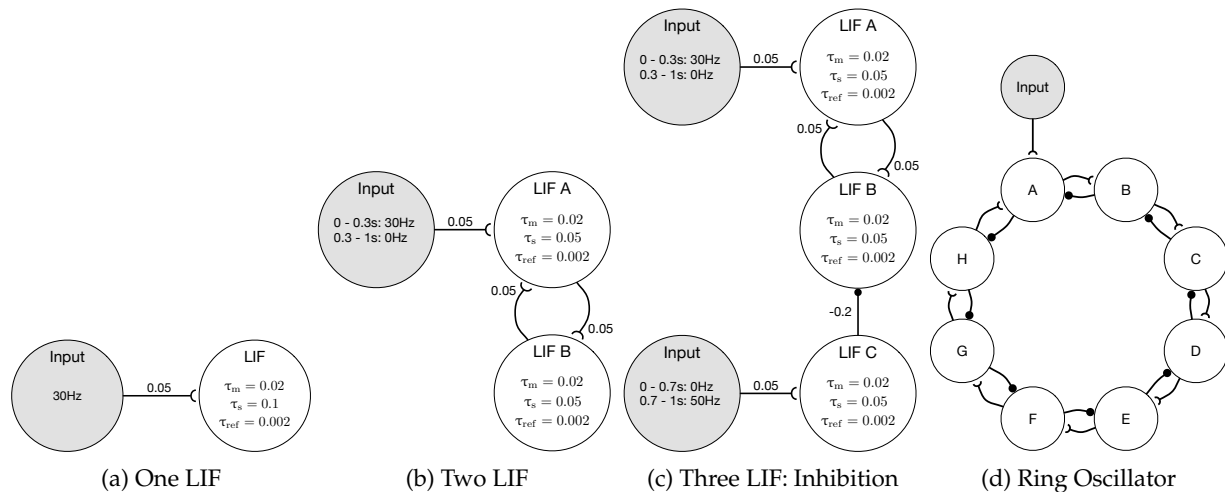 Input
30Hz
0.05
LIF
τm = 0.02
τs = 0.1
τref = 0.002
(a) One LIF
Input
0 - 0.3s: 30Hz
0.3 - 1s: 0Hz
0.05
LIF A
τm = 0.02
τs = 0.05
τref = 0.002
0.05
0.05
LIF B
τm = 0.02
τs = 0.05
τref = 0.002
(b) Two LIF
Input
0 - 0.3s: 30Hz
0.3 - 1s: 0Hz
0.05
LIF A
τm = 0.02
τs = 0.05
τref = 0.002
0.05
0.05
LIF B
τm = 0.02
τs = 0.05
τref = 0.002
-0.2
Input
0 - 0.7s: 0Hz
0.7 - 1s: 50Hz
0.05
LIF C
τm = 0.02
τs = 0.05
τref = 0.002
(c) Three LIF: Inhibition
Input
A
B
C
D
E
F
G
H
(d) Ring Oscillator